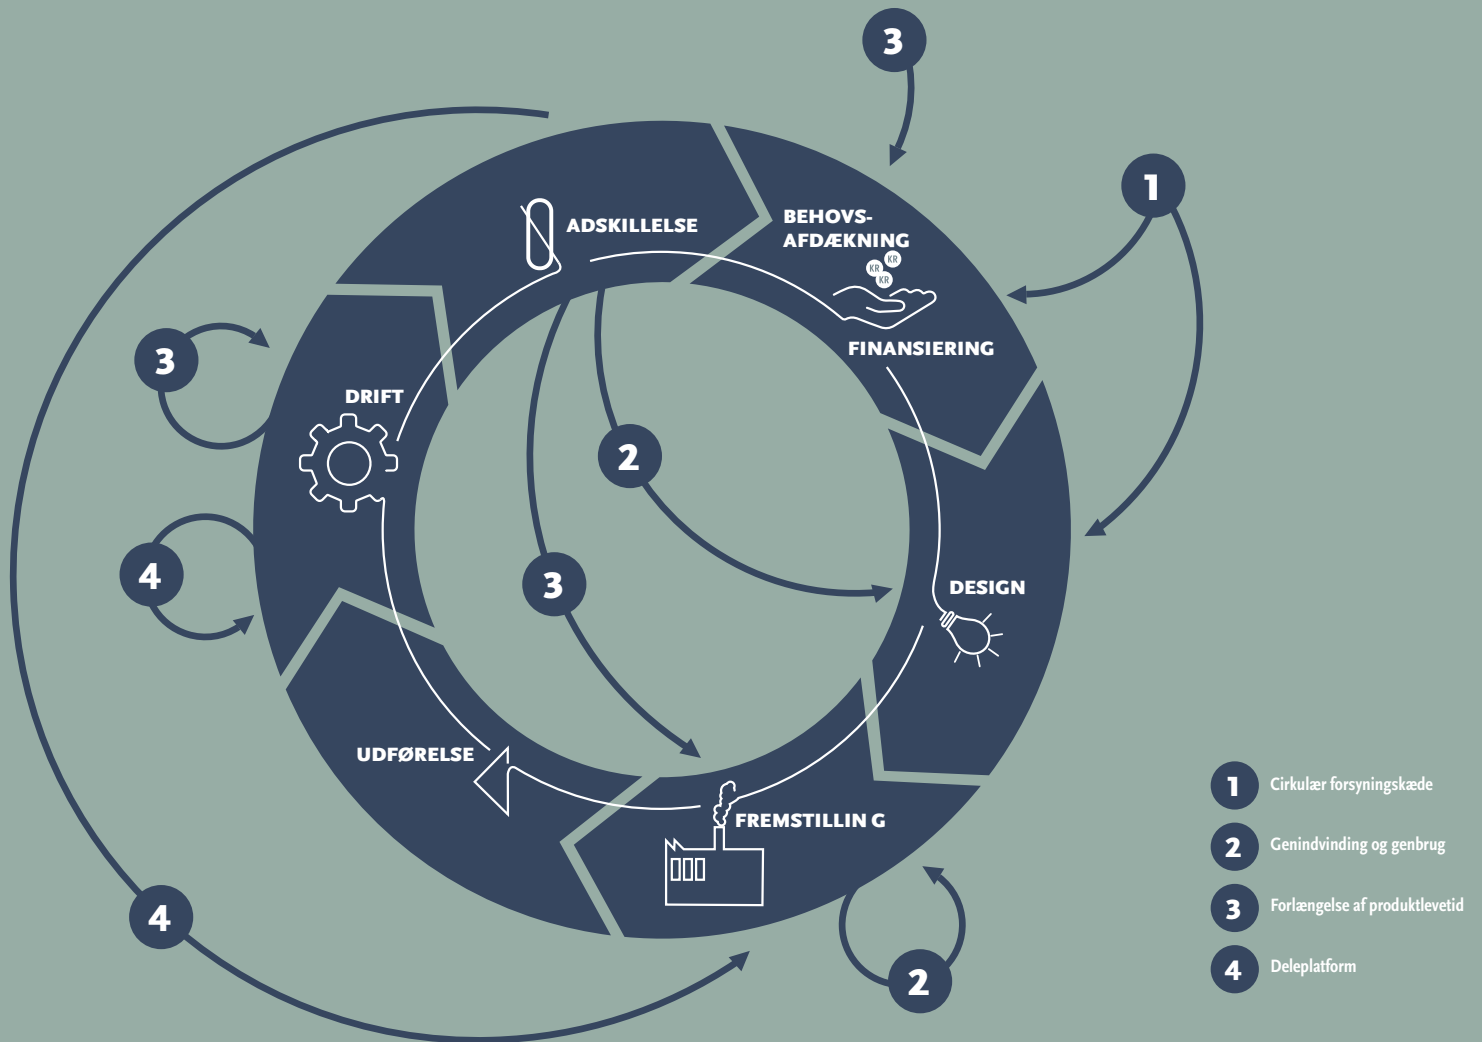 3
1
ADSKILLELSE
BEHOVS-
AFDÆKNING
KR
KR
KR
FINANSIERING
3
DRIFT
2
4
3
DESIGN
UDFØRELSE
FREMSTILLIN G
4
2
1 Cirkulær forsyningskæde
2 Genindvinding og genbrug
3 Forlængelse af produktlevetid
4 Deleplatform